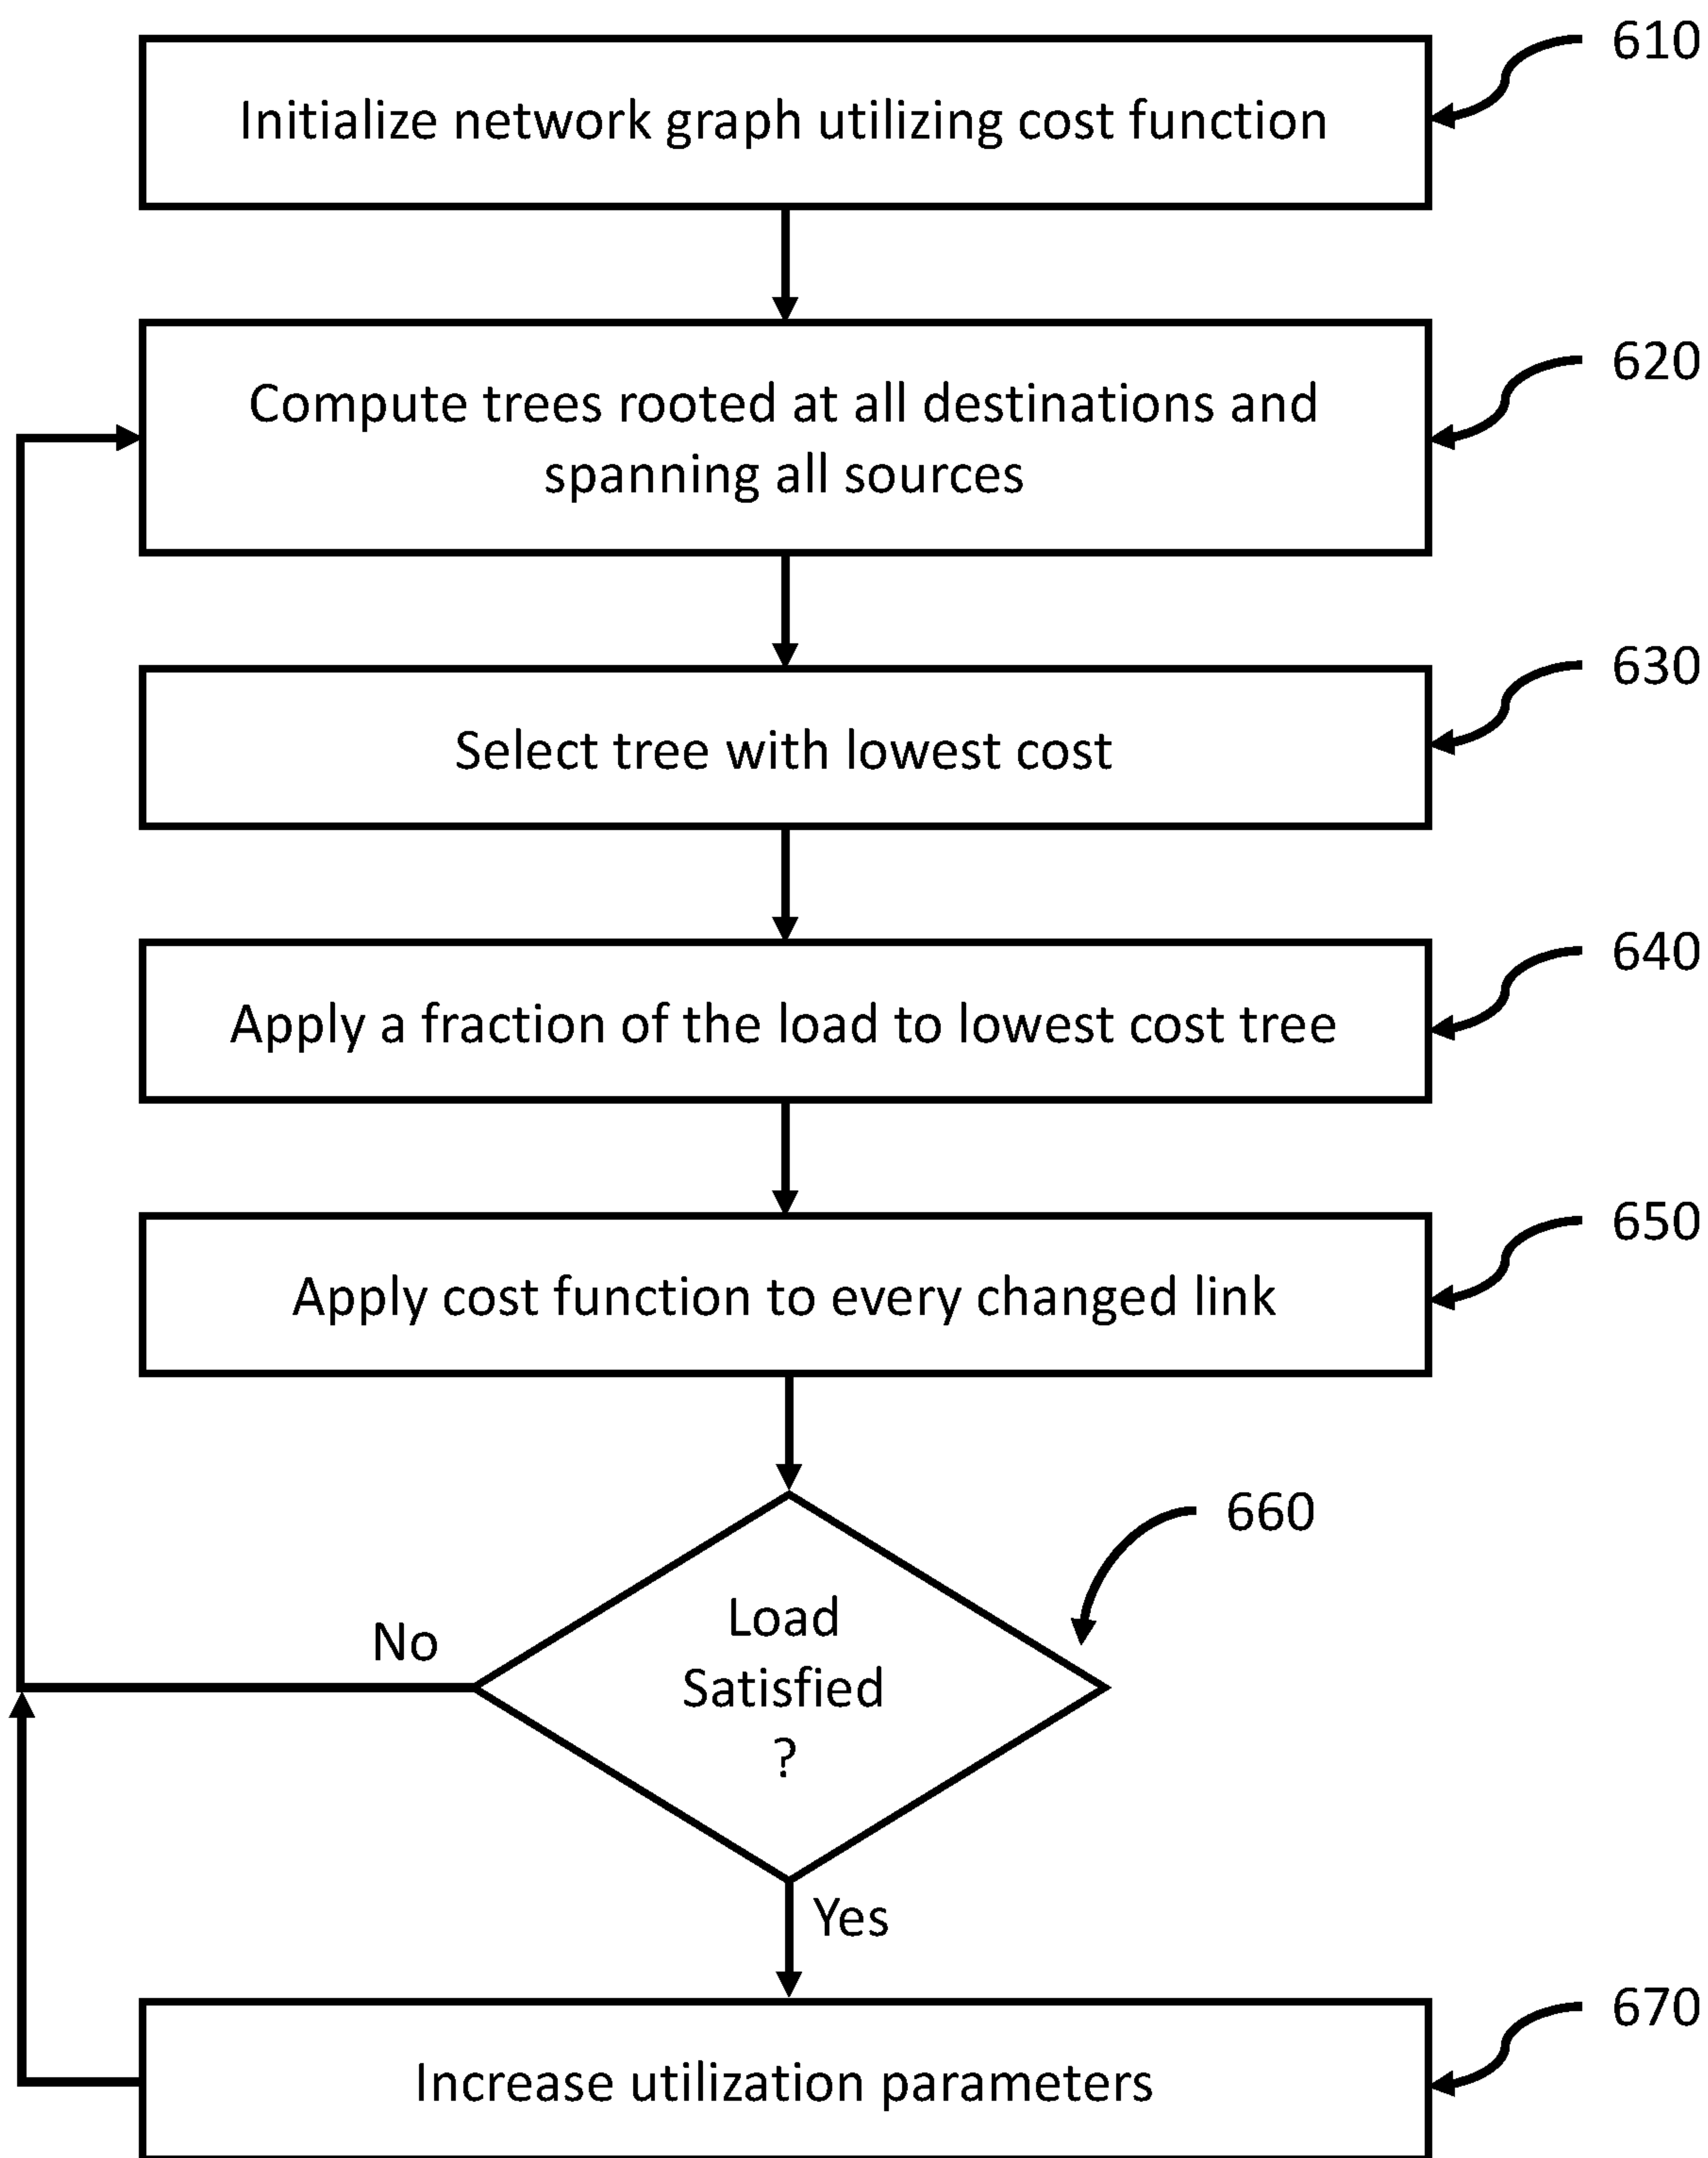 610
Initialize network graph utilizing cost function
620
Compute trees rooted at all destinations and
spanning all sources
630
Select tree with lowest cost
640
Apply a fraction of the load to lowest cost tree
650
Apply cost function to every changed link
660
Load
Satisfied
?
No
Yes
670
Increase utilization parameters